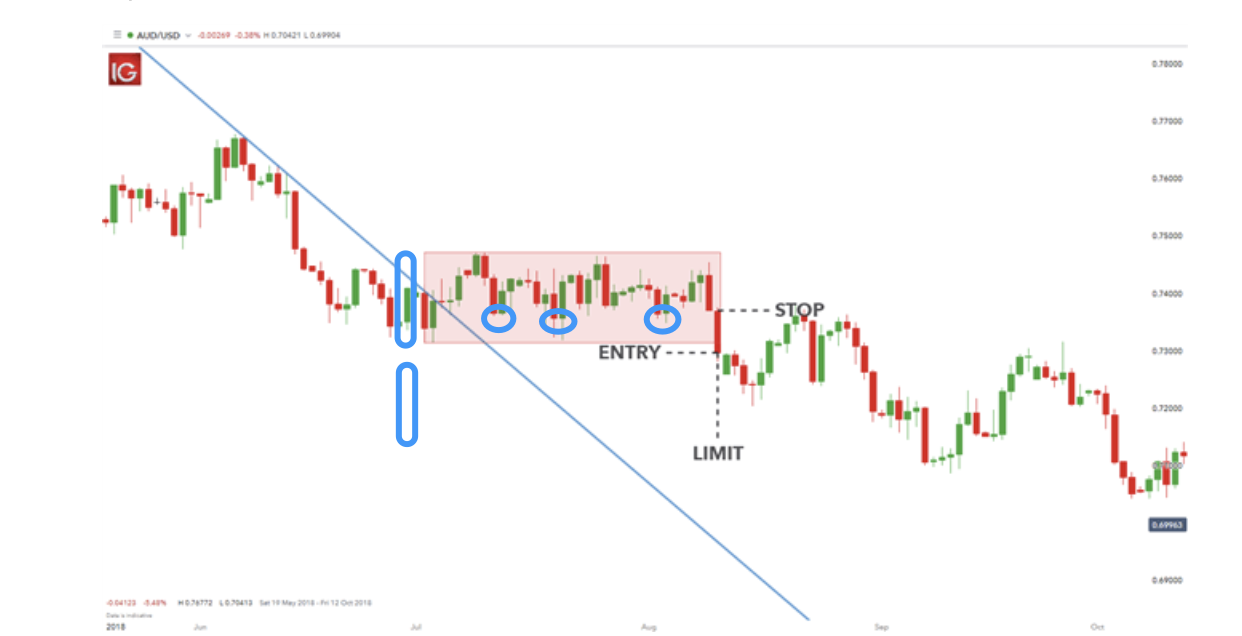 AUD/USD -0.00269 -0.38% H 0.70421 L 0.69904
IG
0.78000
0.77000
0.76000
0.75000
0.74000
STOP
ENTRY
0.73000
0.72000
LIMIT
0.69963
0.69000
-0.04123 -5.48% H 0.76772 L 0.70413 Sat 19 May 2018 - Fri 12 Oct 2018
Data is indicative
2018 Jun Jul Aug Sep Oct